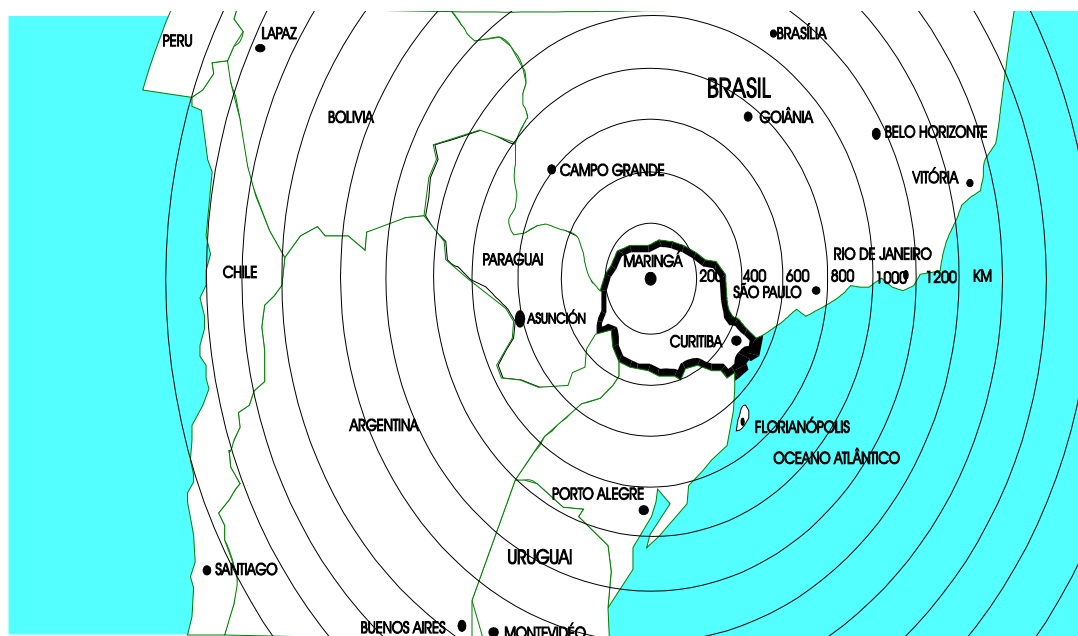 PERU
LAPAZ
BRASÍLIA
BRASIL
BOLIVIA
GOIÂNIA
BELO HORIZONTE
CAMPO GRANDE
VITÓRIA
PARAGUAI
MARINGÁ
RIO DE JANEIRO
CHILE
200 400 600 800 1000 1200 KM
SÃO PAULO
ASUNCIÓN
CURITIBA
ARGENTINA
FLORIANÓPOLIS
OCEANO ATLÂNTICO
PORTO ALEGRE
URUGUAI
SANTIAGO
BUENOS AIRES
MONTEVIDÉO